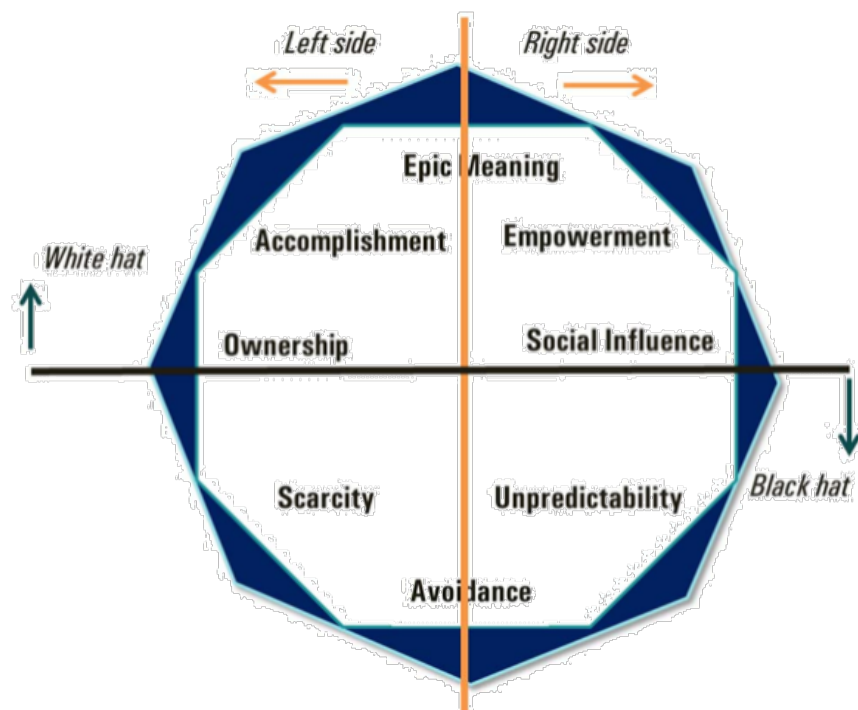 Left side
Right side
Epic Meaning
Accomplishment
Empowerment
White hat
Ownership
Social Influence
Scarcity
Unpredictability
Black hat
Avoidance